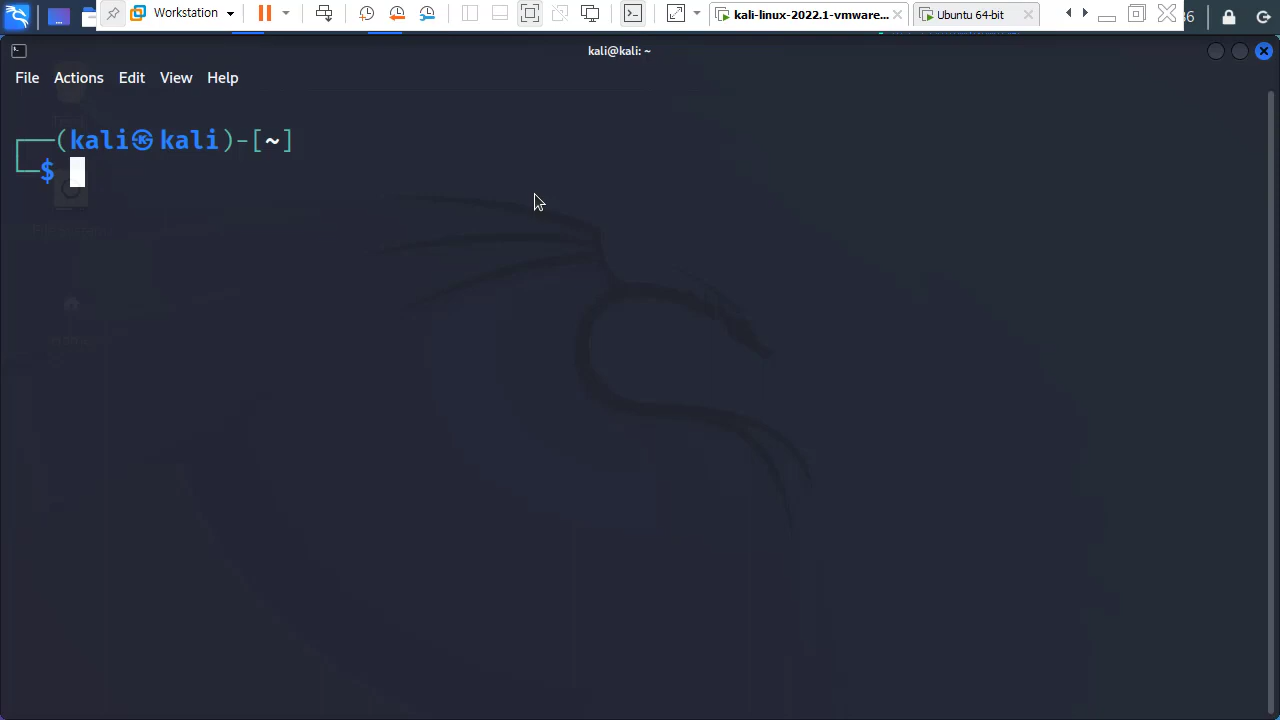 Workstation
kali-linux-2022.1-vmware...
Ubuntu 64-bit
kali@kali: ~
File Actions Edit View Help
┌──(kali㉿kali)-[~]
└─$